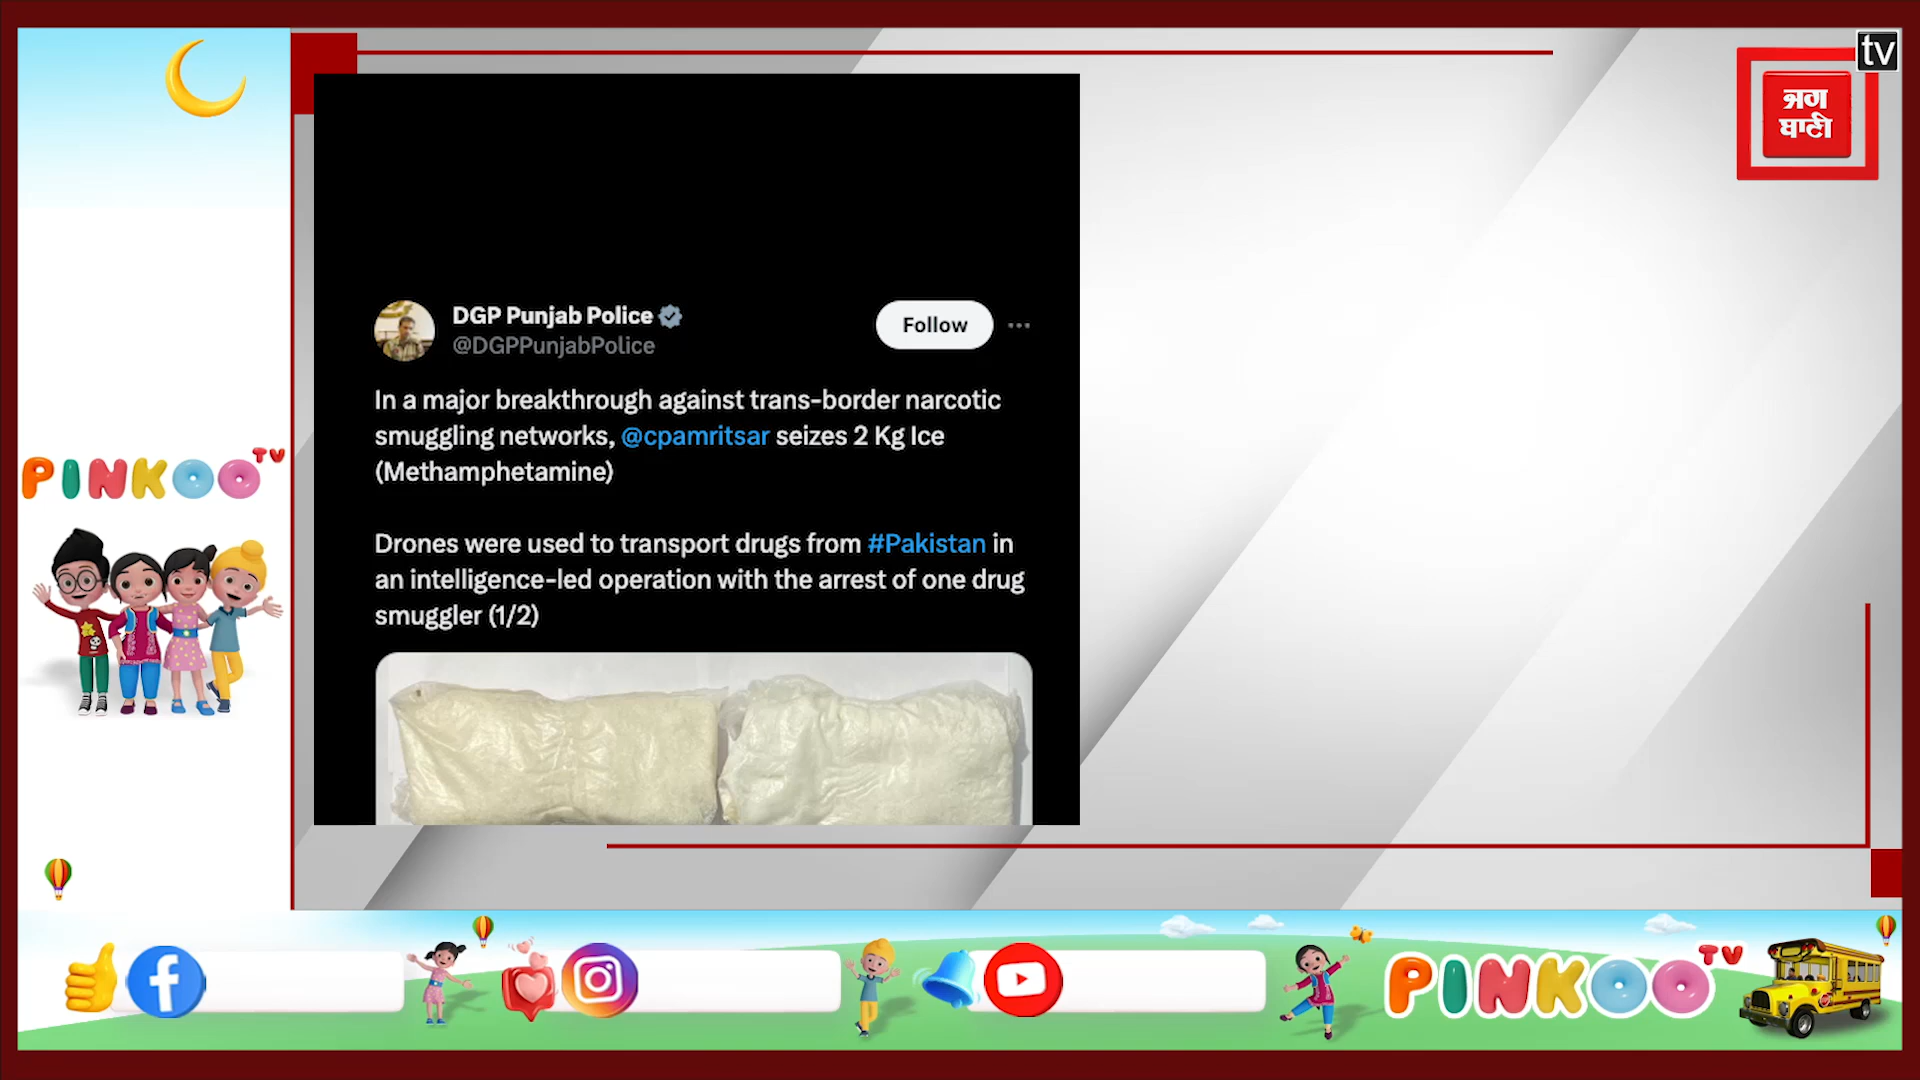 tv
ਜਗ
ਬਾਣੀ
DGP Punjab Police
@DGPPunjabPolice
Follow
In a major breakthrough against trans-border narcotic
smuggling networks, @cpamritsar seizes 2 Kg Ice
(Methamphetamine)
Drones were used to transport drugs from #Pakistan in
an intelligence-led operation with the arrest of one drug
smuggler (1/2)
PINKOO TV
PINKOO TV